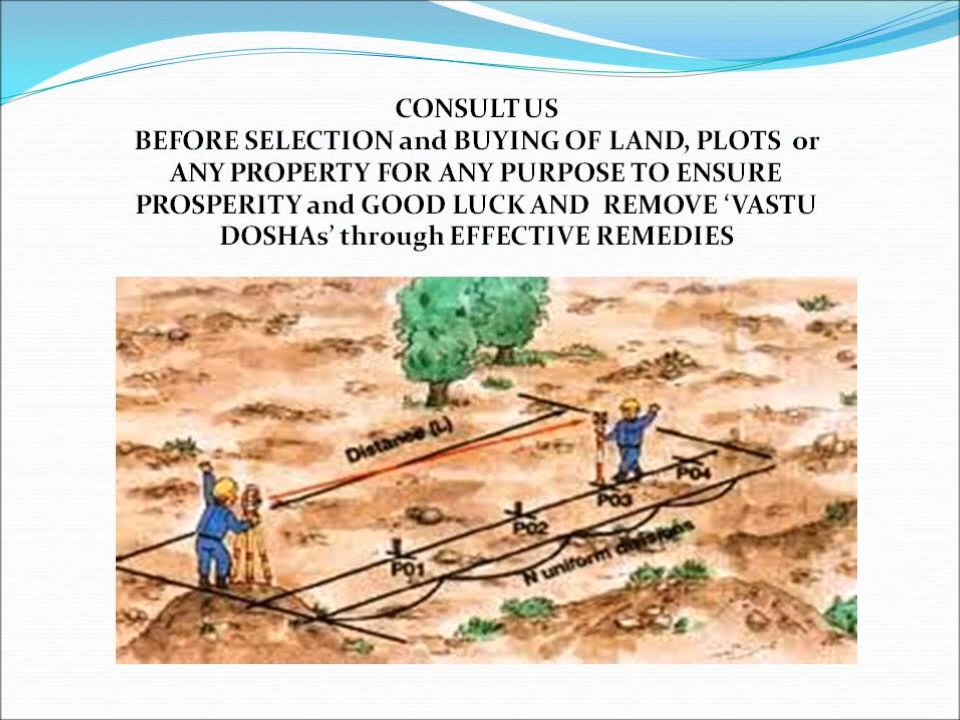 CONSULT US
BEFORE SELECTION and BUYING OF LAND, PLOTS or
ANY PROPERTY FOR ANY PURPOSE TO ENSURE
PROSPERITY and GOOD LUCK AND REMOVE ‘VASTU
DOSHAs’ through EFFECTIVE REMEDIES
Distance (L)
P04
P03
P02
P01
N uniform divisions